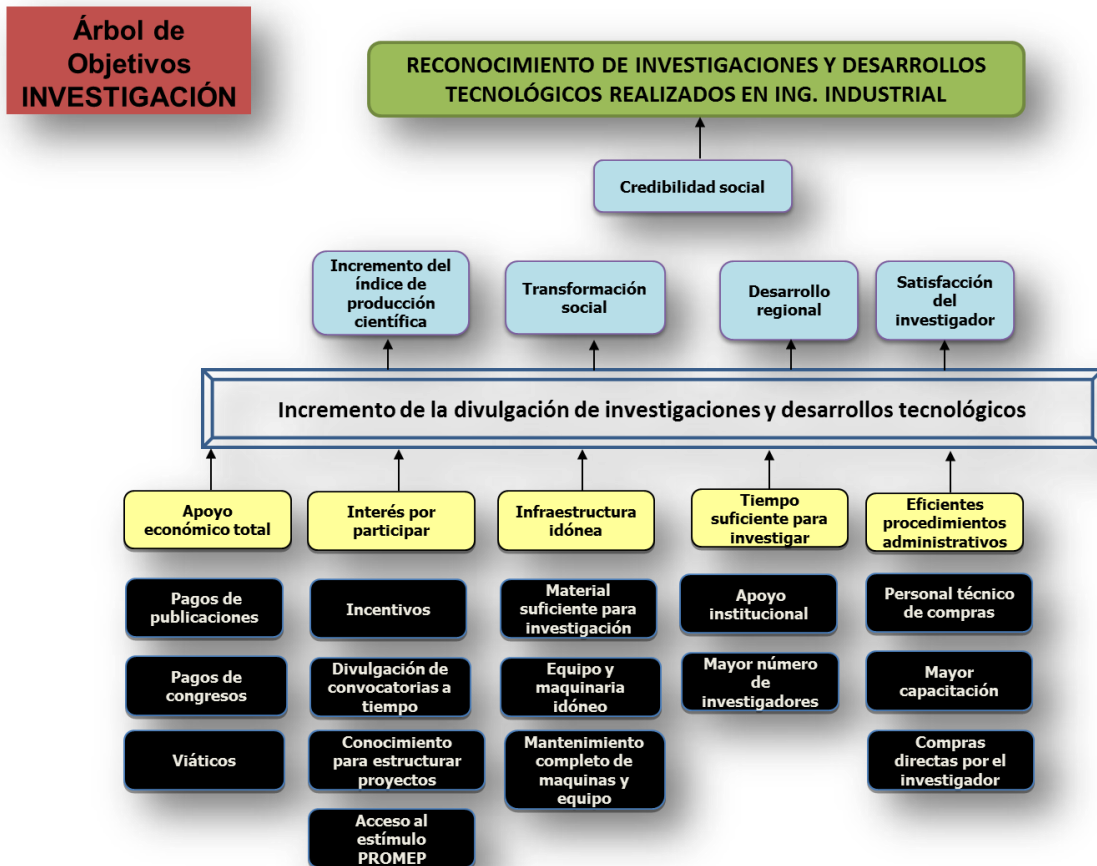 Árbol de
Objetivos
INVESTIGACIÓN
RECONOCIMIENTO DE INVESTIGACIONES Y DESARROLLOS
TECNOLÓGICOS REALIZADOS EN ING. INDUSTRIAL
Credibilidad social
Incremento del
índice de
producción
científica
Transformación
social
Desarrollo
regional
Satisfacción
del
investigador
Incremento de la divulgación de investigaciones y desarrollos tecnológicos
Apoyo
económico total
Interés por
participar
Infraestructura
idónea
Tiempo
suficiente para
investigar
Eficientes
procedimientos
administrativos
Pagos de
publicaciones
Incentivos
Material
suficiente para
investigación
Apoyo
institucional
Personal técnico
de compras
Pagos de
congresos
Divulgación de
convocatorias a
tiempo
Equipo y
maquinaria
idóneo
Mayor número
de
investigadores
Mayor
capacitación
Viáticos
Conocimiento
para estructurar
proyectos
Mantenimiento
completo de
maquinas y
equipo
Compras
directas por el
investigador
Acceso al
estímulo
PROMEP